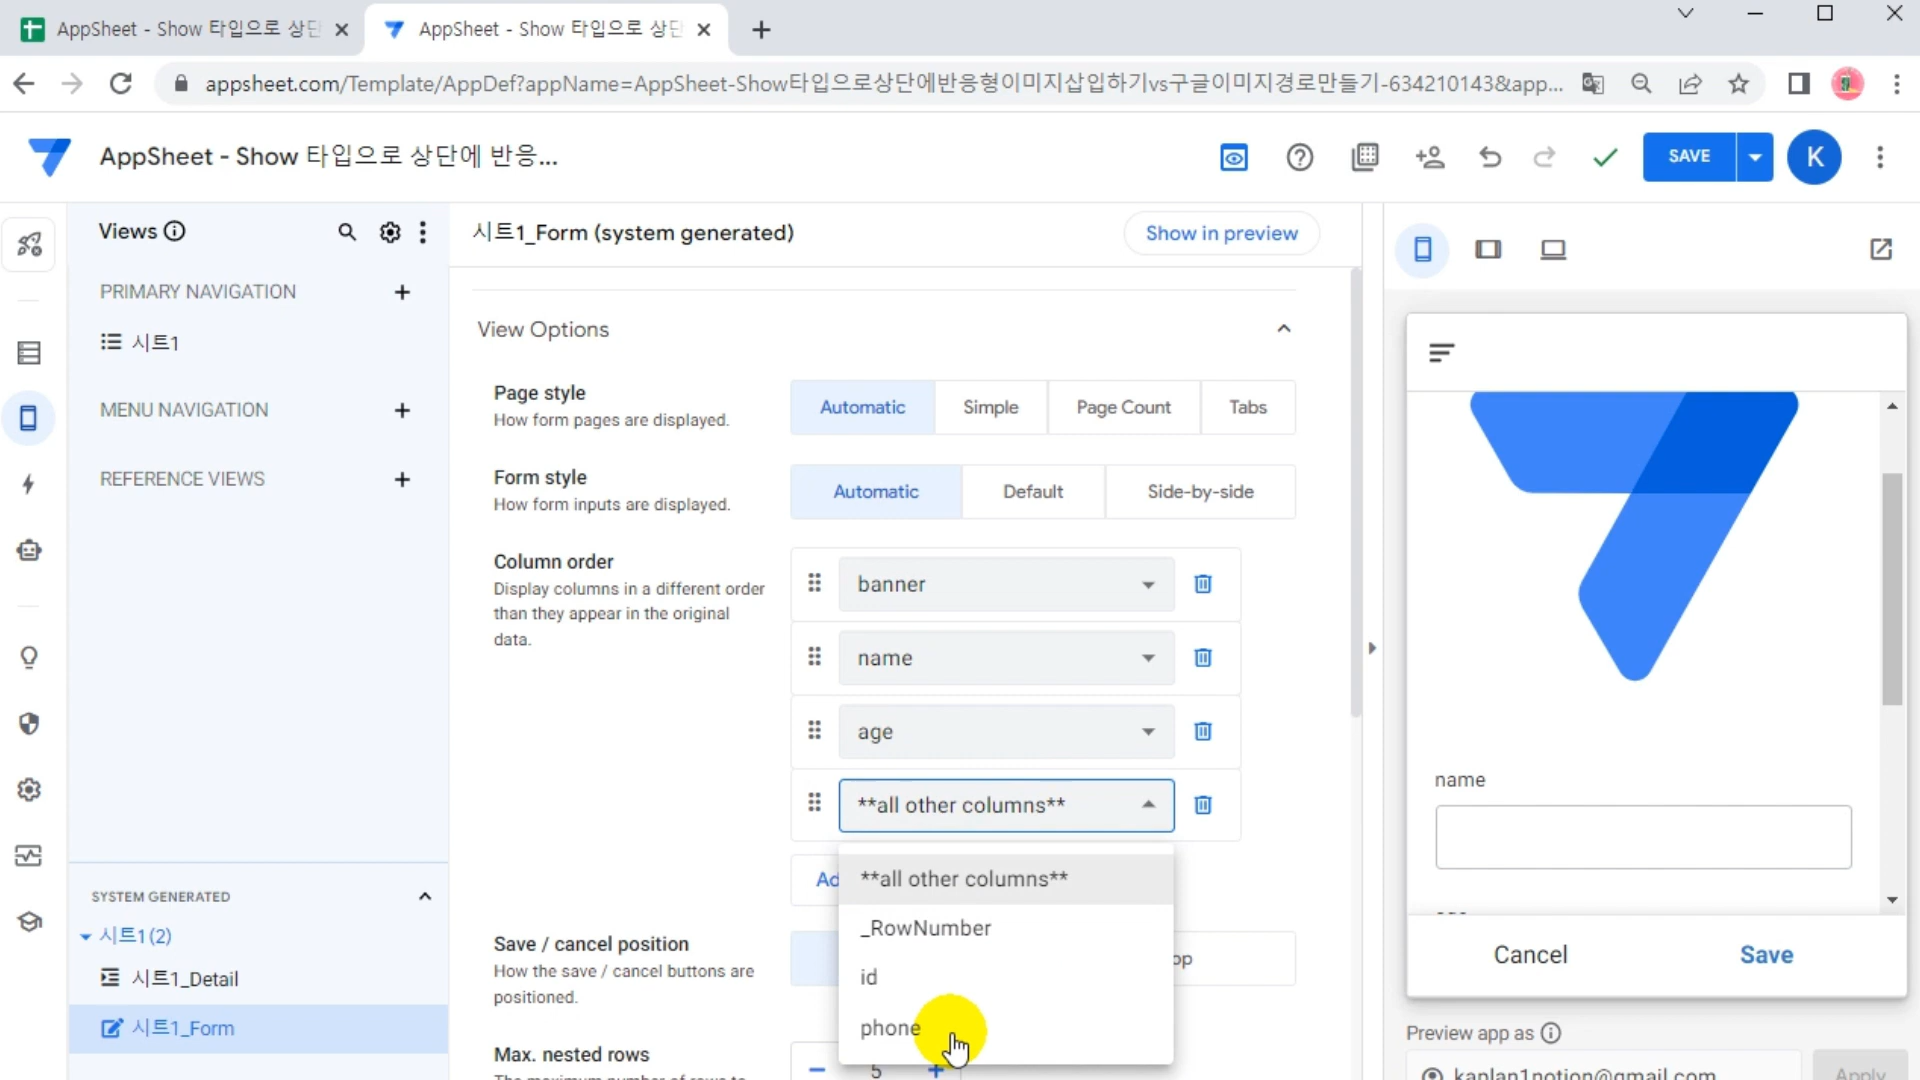 AppSheet - Show 타입으로 상단
AppSheet - Show 타입으로 상단
appsheet.com/Template/AppDef?appName=AppSheet-Show타입으로상단에반응형이미지삽입하기vs구글이미지경로만들기-634210143&app...
AppSheet - Show 타입으로 상단에 반응...
SAVE
K
Views
시트1_Form (system generated)
Show in preview
PRIMARY NAVIGATION
시트1
MENU NAVIGATION
REFERENCE VIEWS
View Options
Page style
How form pages are displayed.
Automatic
Simple
Page Count
Tabs
Form style
How form inputs are displayed.
Automatic
Default
Side-by-side
Column order
Display columns in a different order
than they appear in the original
data.
banner
name
age
**all other columns**
Ad
**all other columns**
_RowNumber
id
phone
Save / cancel position
How the save / cancel buttons are
positioned.
op
Max. nested rows
5
SYSTEM GENERATED
시트1 (2)
시트1_Detail
시트1_Form
name
Cancel
Save
Preview app as
kaplan1notion@gmail.com
Apply